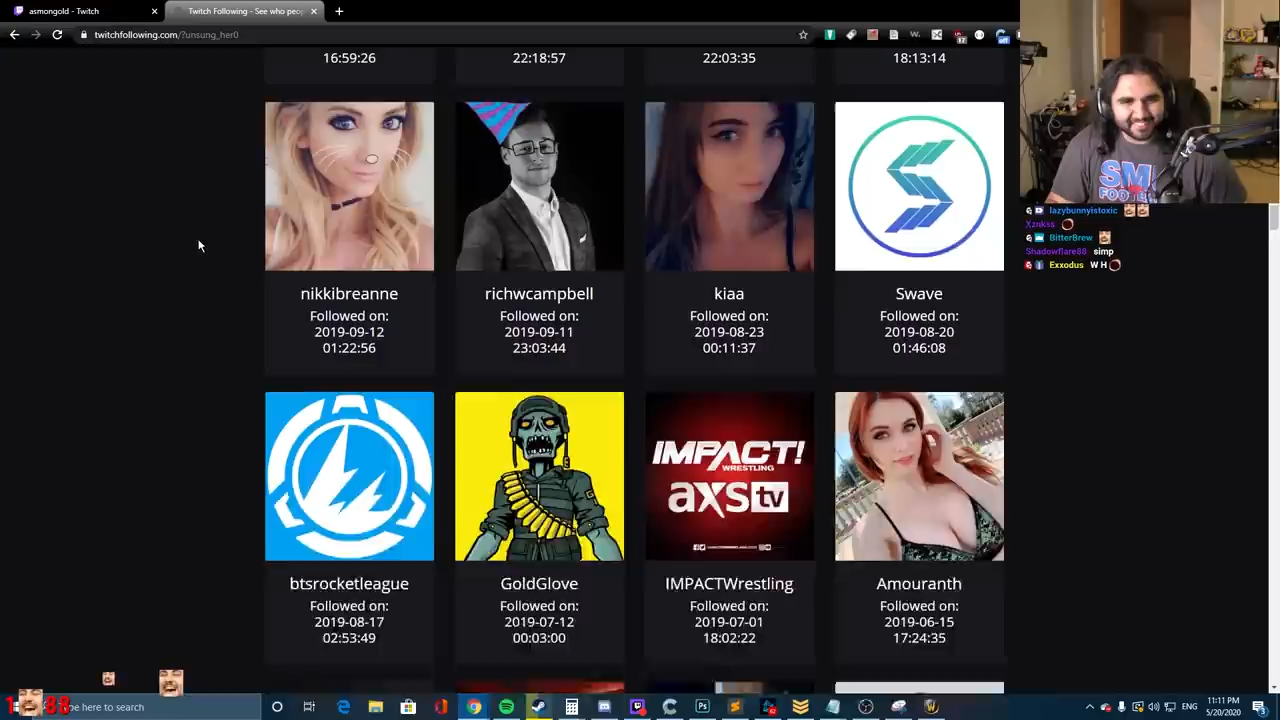 asmongold - Twitch
Twitch Following - See who peop
twitchfollowing.com/?unsung_her0
16:59:26
22:18:57
22:03:35
18:13:14
nikkibreanne
Followed on:
2019-09-12
01:22:56
richwcampbell
Followed on:
2019-09-11
23:03:44
kiaa
Followed on:
2019-08-23
00:11:37
Swave
Followed on:
2019-08-20
01:46:08
IMPACT!
WRESTLING
axs tv
btsrocketleague
Followed on:
2019-08-17
02:53:49
GoldGlove
Followed on:
2019-07-12
00:03:00
IMPACTWrestling
Followed on:
2019-07-01
18:02:22
Amouranth
Followed on:
2019-06-15
17:24:35
lazybunnyistoxic
Xznkss
BitterBrew
Shadowflare88 simp
Exxodus W H
pe here to search
ENG
11:11 PM
5/20/2020